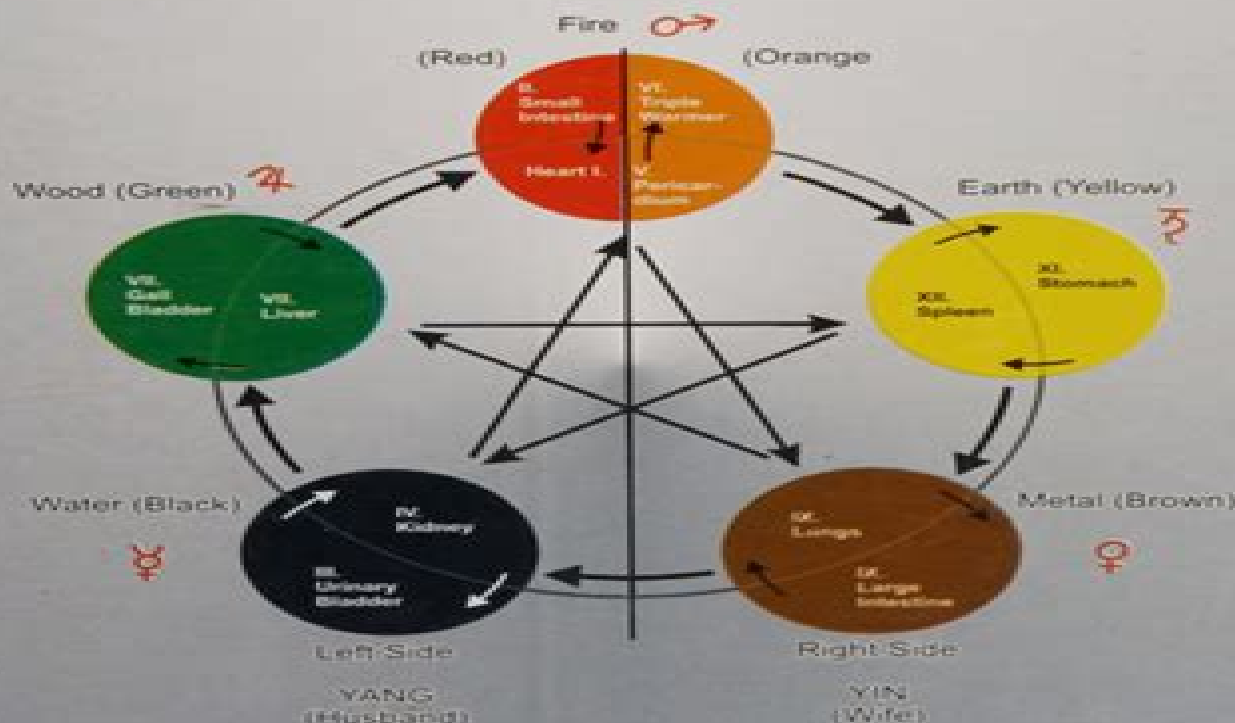 Fire ♂
(Red)
(Orange
II.
Small
Intestine
VI.
Triple
Warmer
Heart I.
V
Pericar-
dium
Wood (Green) ♃
Earth (Yellow)
♄
VII.
Gall
Bladder
VII.
Liver
XI.
Stomach
XII.
Spleen
Water (Black)
☿
Metal (Brown)
♀
IV.
Kidney
III.
Urinary
Bladder
IX.
Lungs
IX.
Large
Intestine
Left Side
Right Side
YANG
(Husband)
YIN
(Wife)